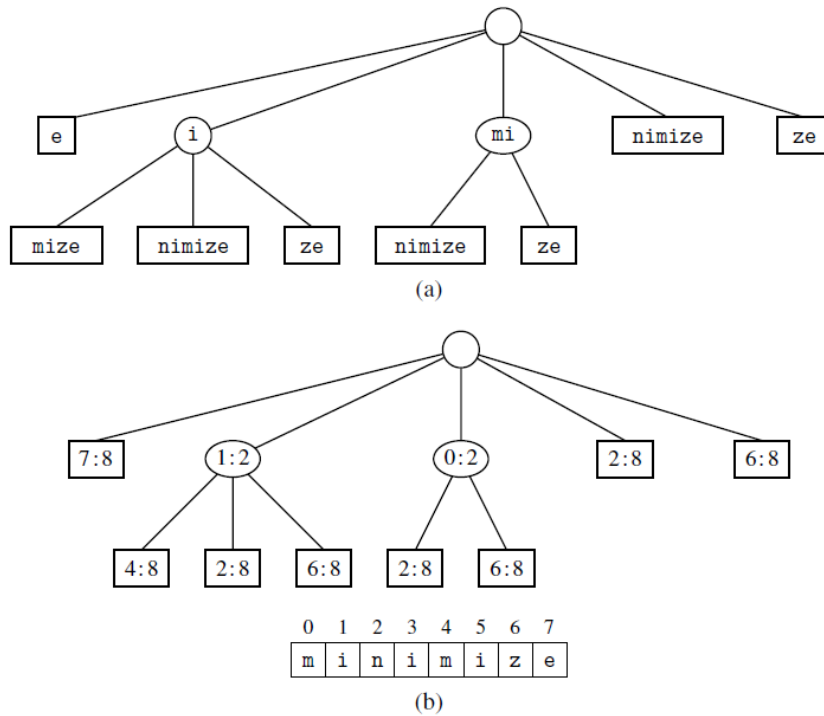 e i mi nimize ze
mize nimize ze nimize ze
(a)
7:8 1:2 0:2 2:8 6:8
4:8 2:8 6:8 2:8 6:8
0 1 2 3 4 5 6 7
m i n i m i z e
(b)